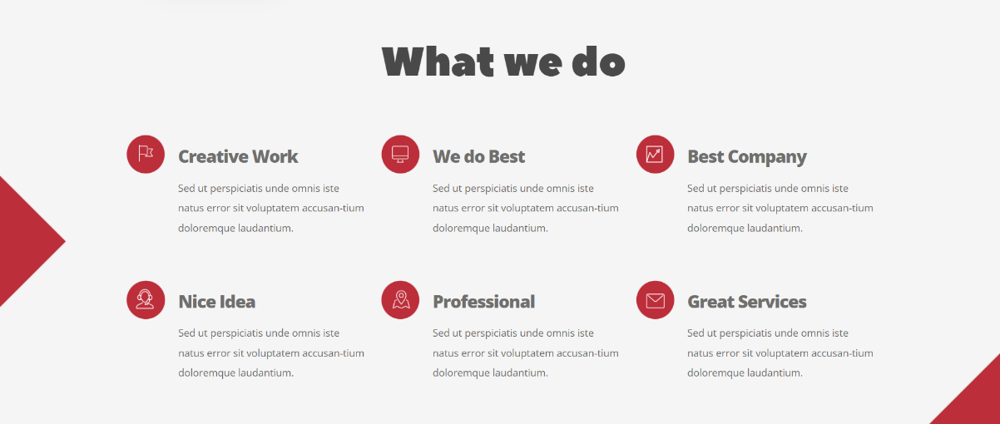 What we do
Creative Work
Sed ut perspiciatis unde omnis iste
natus error sit voluptatem accusan-tium
doloremque laudantium.
We do Best
Sed ut perspiciatis unde omnis iste
natus error sit voluptatem accusan-tium
doloremque laudantium.
Best Company
Sed ut perspiciatis unde omnis iste
natus error sit voluptatem accusan-tium
doloremque laudantium.
Nice Idea
Sed ut perspiciatis unde omnis iste
natus error sit voluptatem accusan-tium
doloremque laudantium.
Professional
Sed ut perspiciatis unde omnis iste
natus error sit voluptatem accusan-tium
doloremque laudantium.
Great Services
Sed ut perspiciatis unde omnis iste
natus error sit voluptatem accusan-tium
doloremque laudantium.